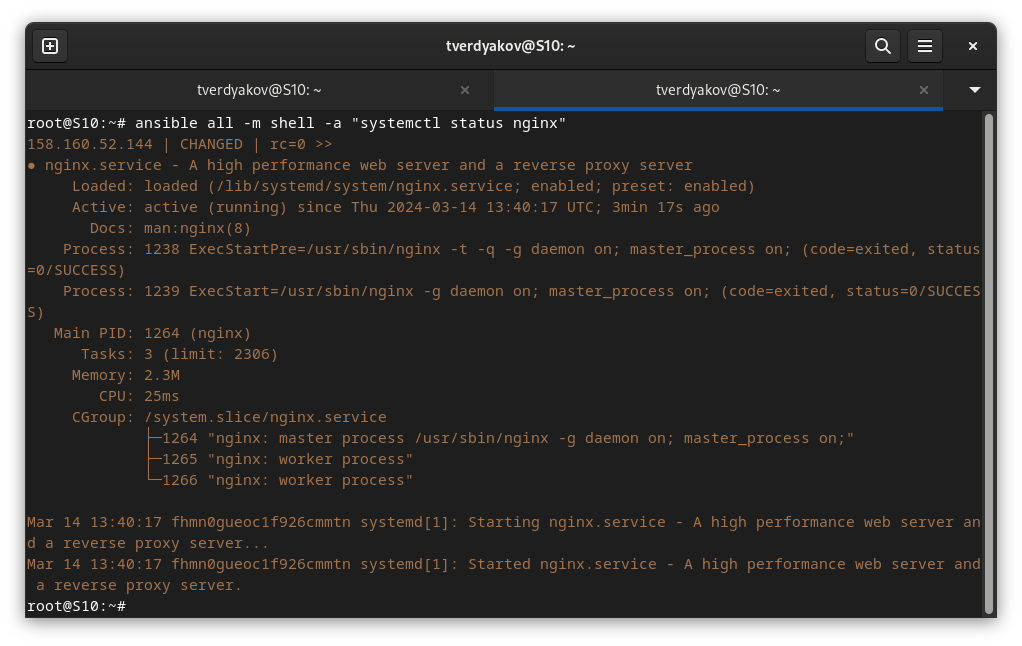 tverdyakov@S10: ~
tverdyakov@S10: ~ × tverdyakov@S10: ~ ×
root@S10:~# ansible all -m shell -a "systemctl status nginx"
158.160.52.144 | CHANGED | rc=0 >>
● nginx.service - A high performance web server and a reverse proxy server
     Loaded: loaded (/lib/systemd/system/nginx.service; enabled; preset: enabled)
     Active: active (running) since Thu 2024-03-14 13:40:17 UTC; 3min 17s ago
       Docs: man:nginx(8)
    Process: 1238 ExecStartPre=/usr/sbin/nginx -t -q -g daemon on; master_process on; (code=exited, status
=0/SUCCESS)
    Process: 1239 ExecStart=/usr/sbin/nginx -g daemon on; master_process on; (code=exited, status=0/SUCCES
S)
   Main PID: 1264 (nginx)
      Tasks: 3 (limit: 2306)
     Memory: 2.3M
        CPU: 25ms
     CGroup: /system.slice/nginx.service
             ├─1264 "nginx: master process /usr/sbin/nginx -g daemon on; master_process on;"
             ├─1265 "nginx: worker process"
             └─1266 "nginx: worker process"

Mar 14 13:40:17 fhmn0gueoc1f926cmmtn systemd[1]: Starting nginx.service - A high performance web server an
d a reverse proxy server...
Mar 14 13:40:17 fhmn0gueoc1f926cmmtn systemd[1]: Started nginx.service - A high performance web server and
 a reverse proxy server.
root@S10:~#